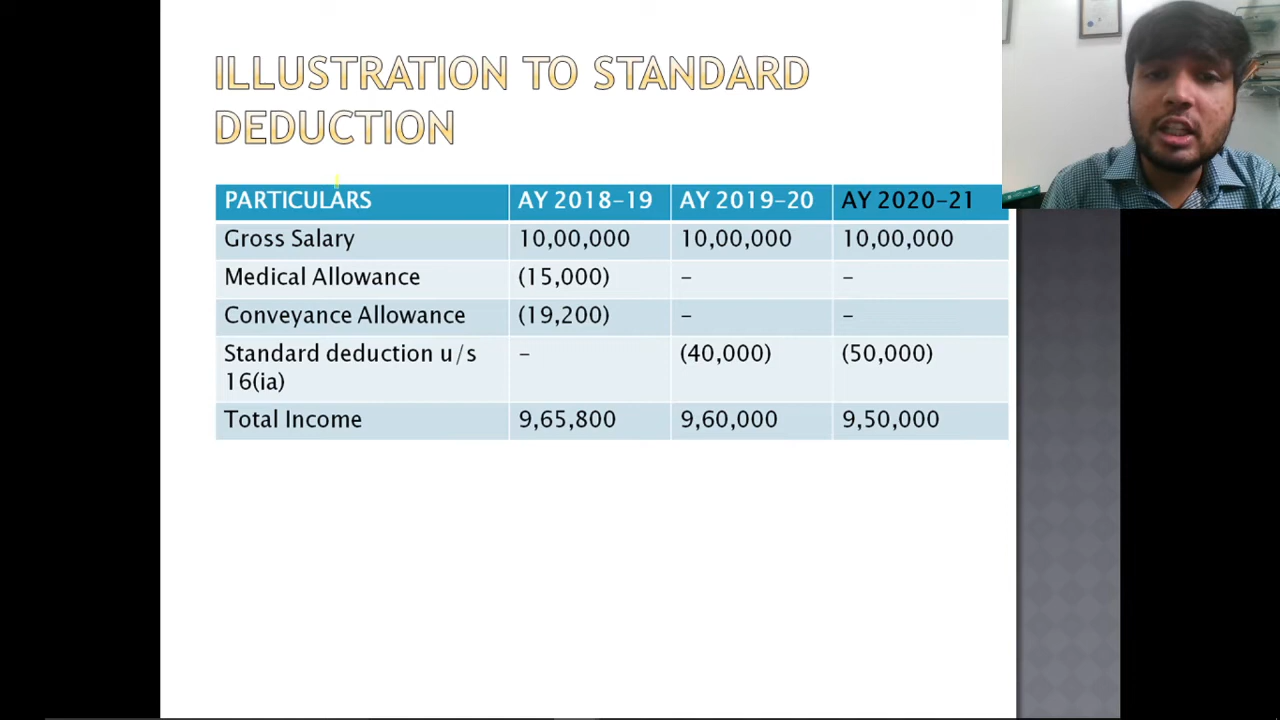 ILLUSTRATION TO STANDARD
DEDUCTION
PARTICULARS AY 2018-19 AY 2019-20 AY 2020-21
Gross Salary 10,00,000 10,00,000 10,00,000
Medical Allowance (15,000) - -
Conveyance Allowance (19,200) - -
Standard deduction u/s - (40,000) (50,000)
16(ia)
Total Income 9,65,800 9,60,000 9,50,000